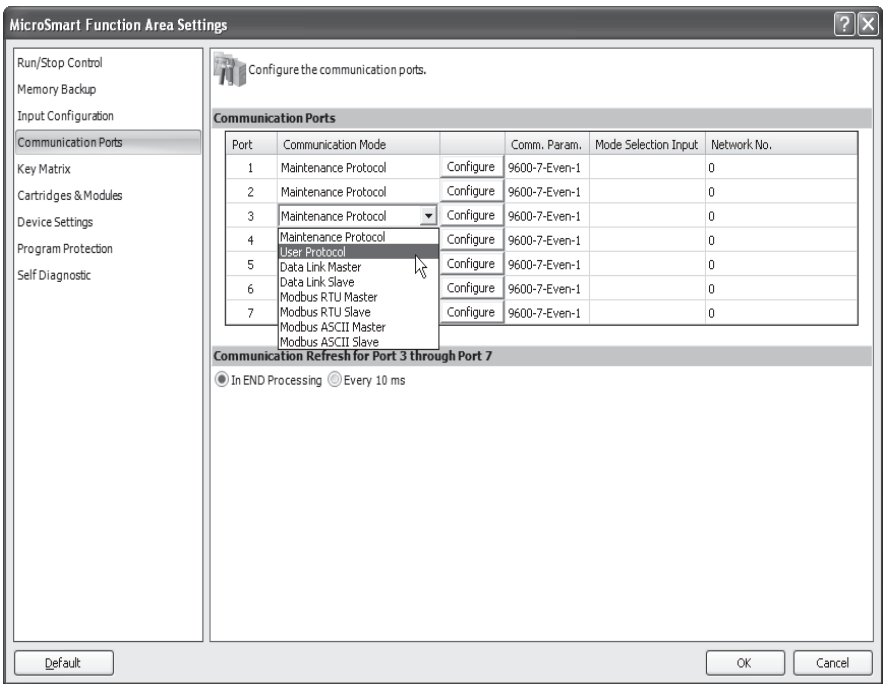 MicroSmart Function Area Settings
Run/Stop Control
Memory Backup
Input Configuration
Communication Ports
Key Matrix
Cartridges & Modules
Device Settings
Program Protection
Self Diagnostic
Configure the communication ports.
Communication Ports
Port Communication Mode Comm. Param. Mode Selection Input Network No.
1 Maintenance Protocol Configure 9600-7-Even-1 0
2 Maintenance Protocol Configure 9600-7-Even-1 0
3 Maintenance Protocol Configure 9600-7-Even-1 0
4 Configure 9600-7-Even-1 0
5 Configure 9600-7-Even-1 0
6 Configure 9600-7-Even-1 0
7 Configure 9600-7-Even-1 0
Maintenance Protocol
User Protocol
Data Link Master
Data Link Slave
Modbus RTU Master
Modbus RTU Slave
Modbus ASCII Master
Modbus ASCII Slave
Communication Refresh for Port 3 through Port 7
In END Processing Every 10 ms
Default OK Cancel